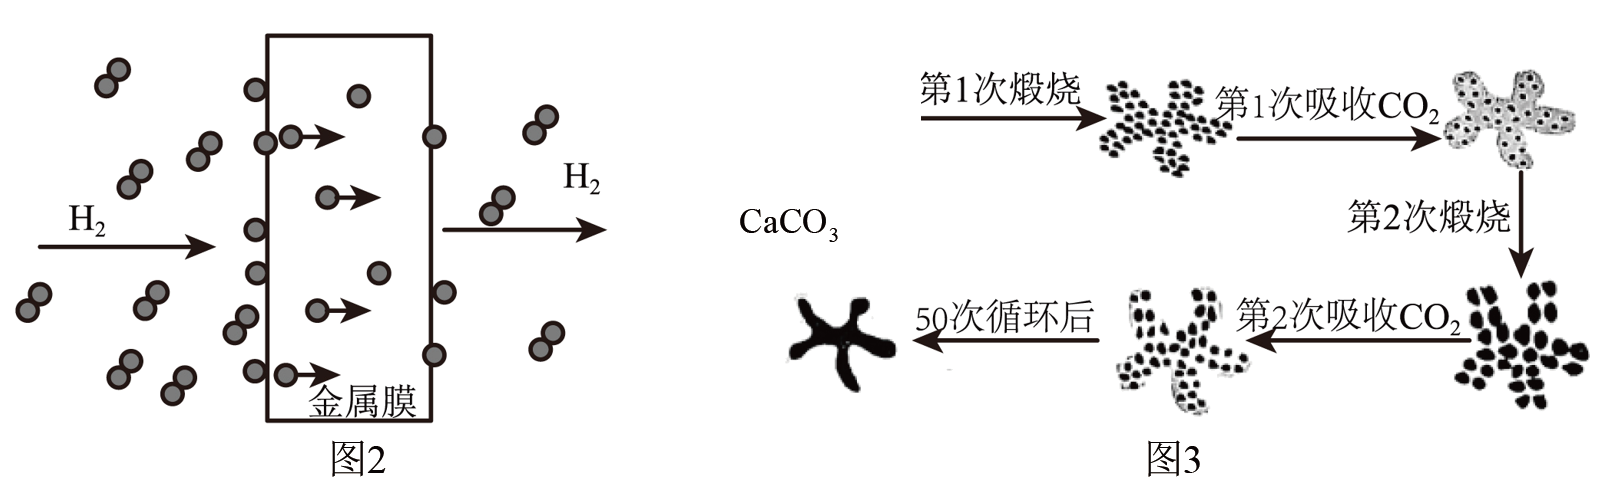 H₂
H₂
金属膜
图2
CaCO₃
第1次煅烧
第1次吸收CO₂
第2次煅烧
第2次吸收CO₂
50次循环后
图3